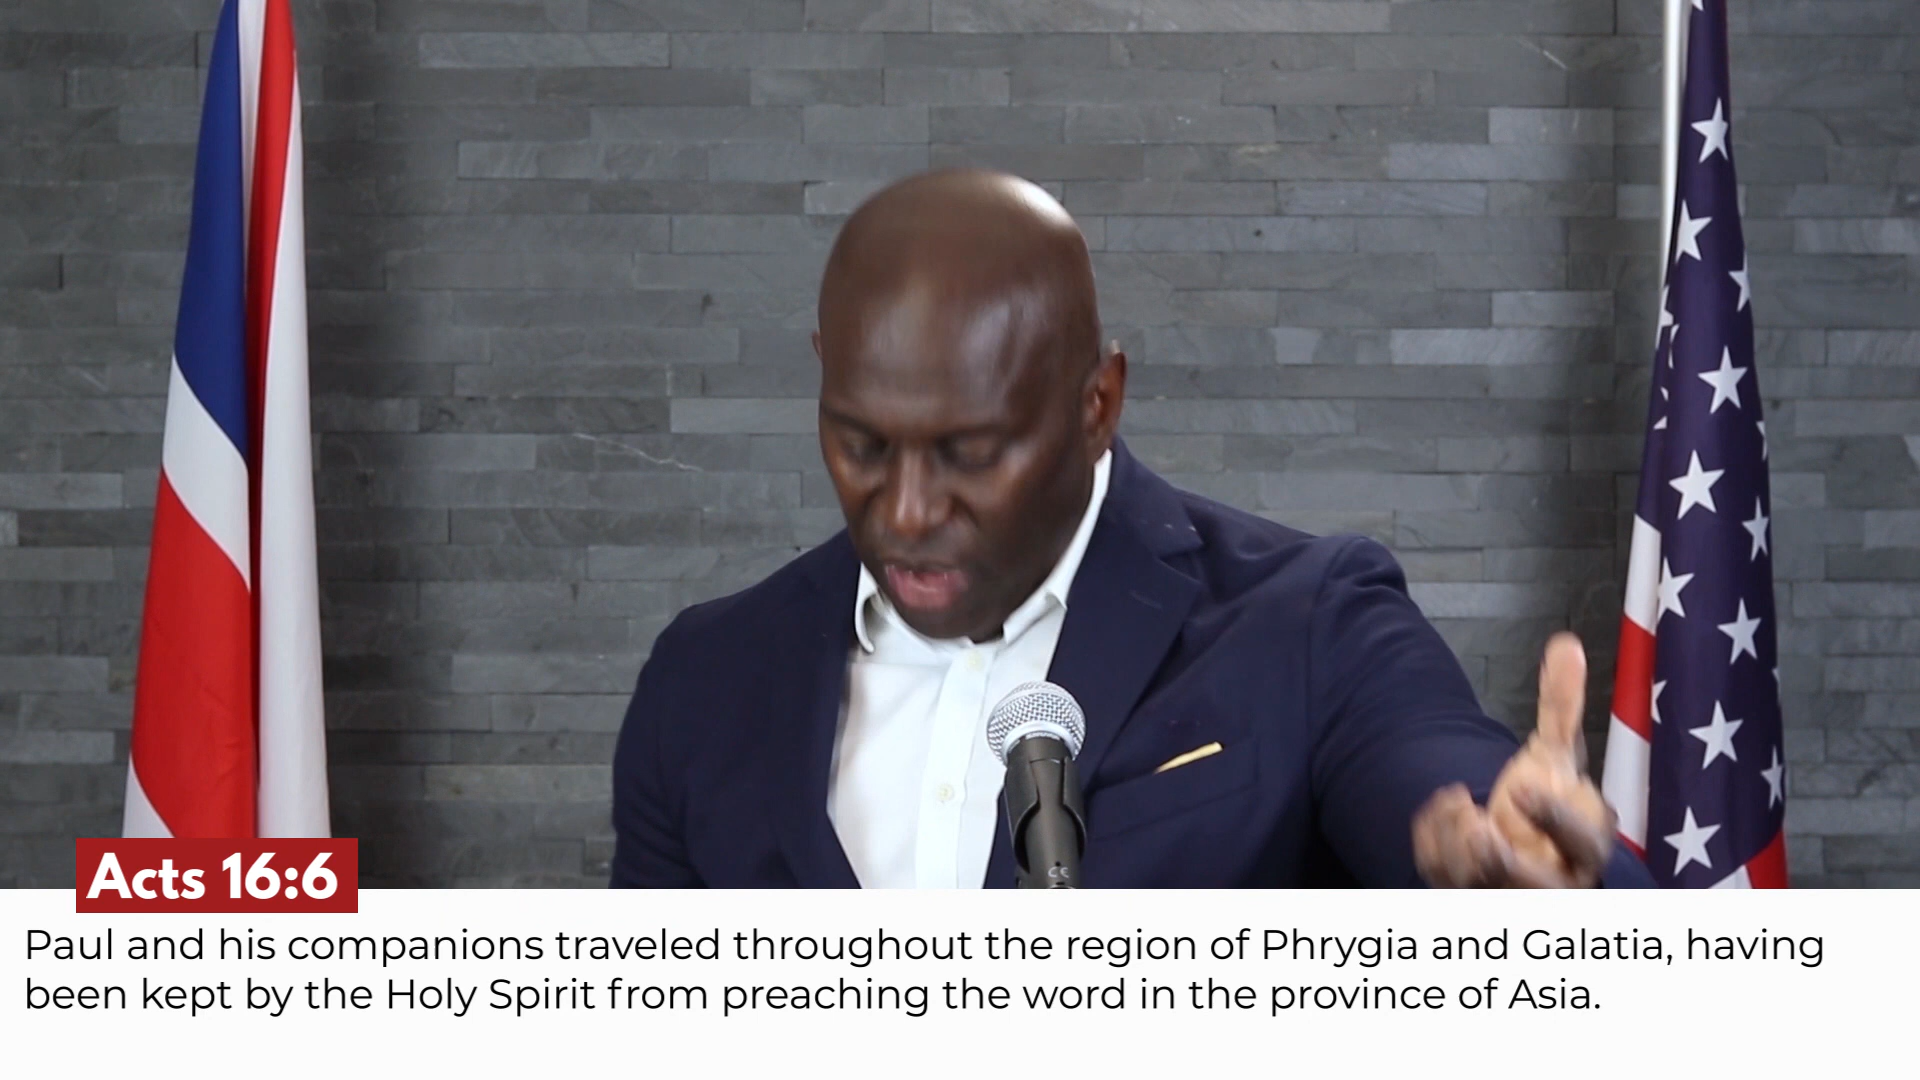 Acts 16:6
Paul and his companions traveled throughout the region of Phrygia and Galatia, having
been kept by the Holy Spirit from preaching the word in the province of Asia.
CE